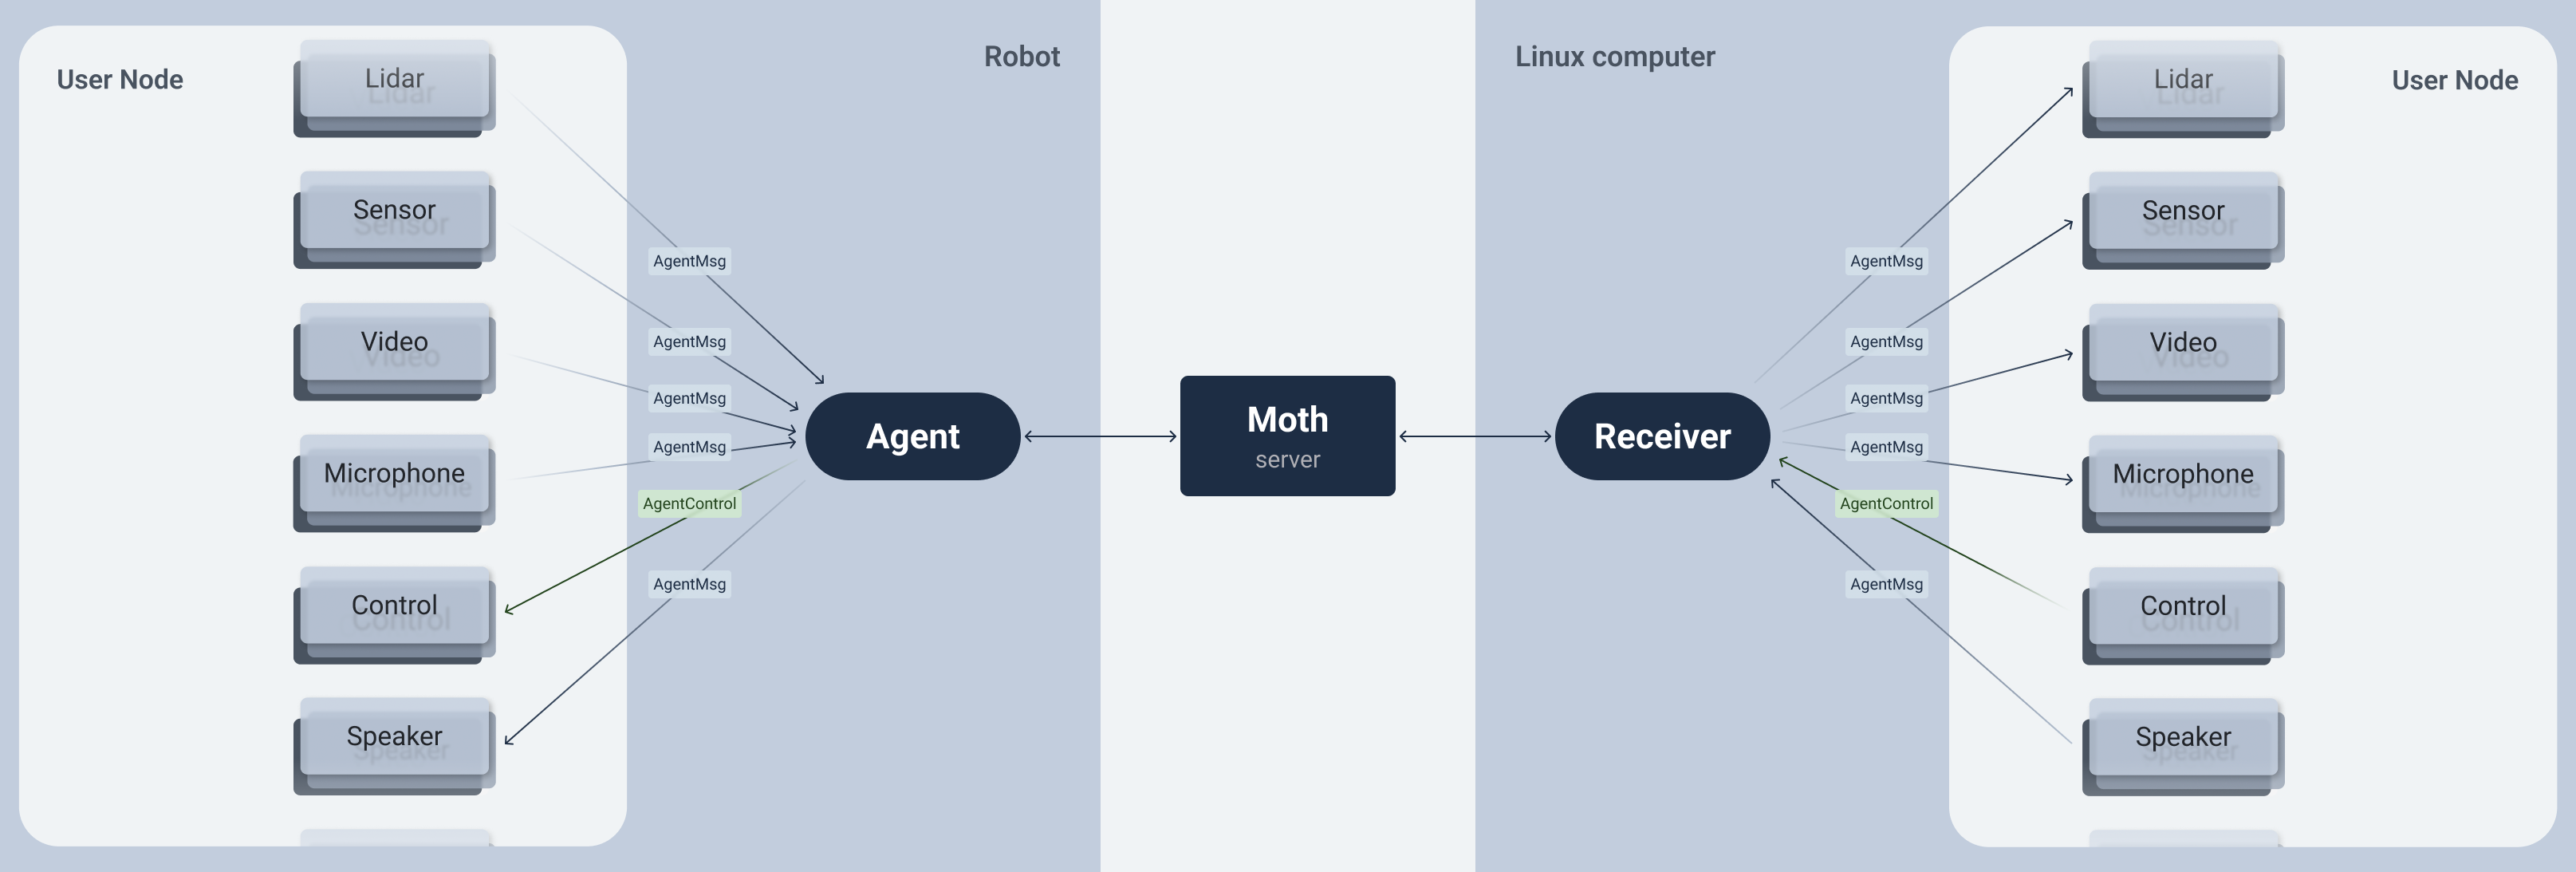 User Node
Lidar
Sensor
Video
Microphone
Control
Speaker
Robot
AgentMsg
AgentMsg
AgentMsg
AgentMsg
AgentControl
AgentMsg
Agent
Moth
server
Linux computer
Receiver
AgentMsg
AgentMsg
AgentMsg
AgentMsg
AgentControl
AgentMsg
User Node
Lidar
Sensor
Video
Microphone
Control
Speaker